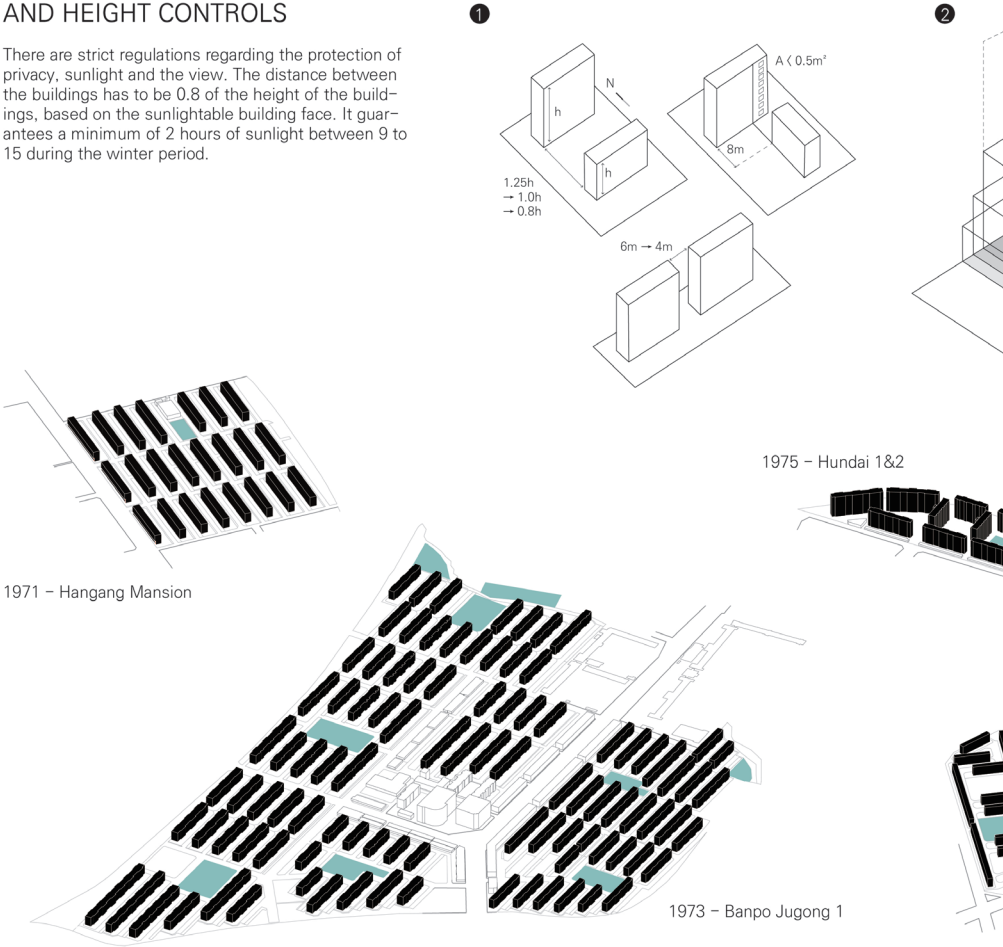 AND HEIGHT CONTROLS
There are strict regulations regarding the protection of
privacy, sunlight and the view. The distance between
the buildings has to be 0.8 of the height of the build-
ings, based on the sunlightable building face. It guar-
antees a minimum of 2 hours of sunlight between 9 to
15 during the winter period.
1
N
h
h
1.25h
→ 1.0h
→ 0.8h
A < 0.5m²
8m
6m → 4m
2
1971 - Hangang Mansion
1975 - Hundai 1&2
1973 - Banpo Jugong 1